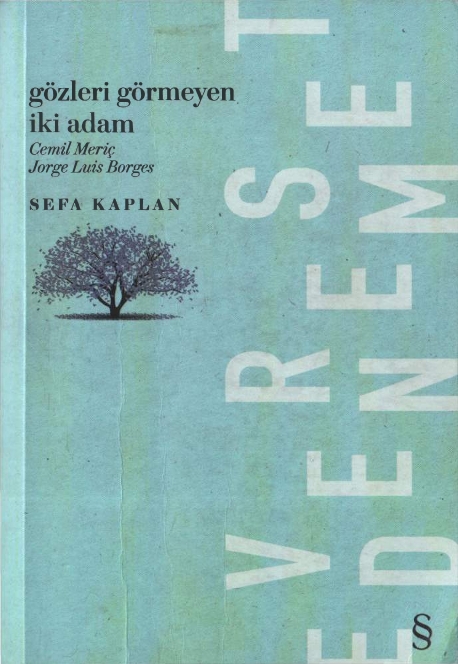 gözleri görmeyen
iki adam
Cemil Meriç
Jorge Luis Borges
SEFA KAPLAN
EVEREST
DENEME
§